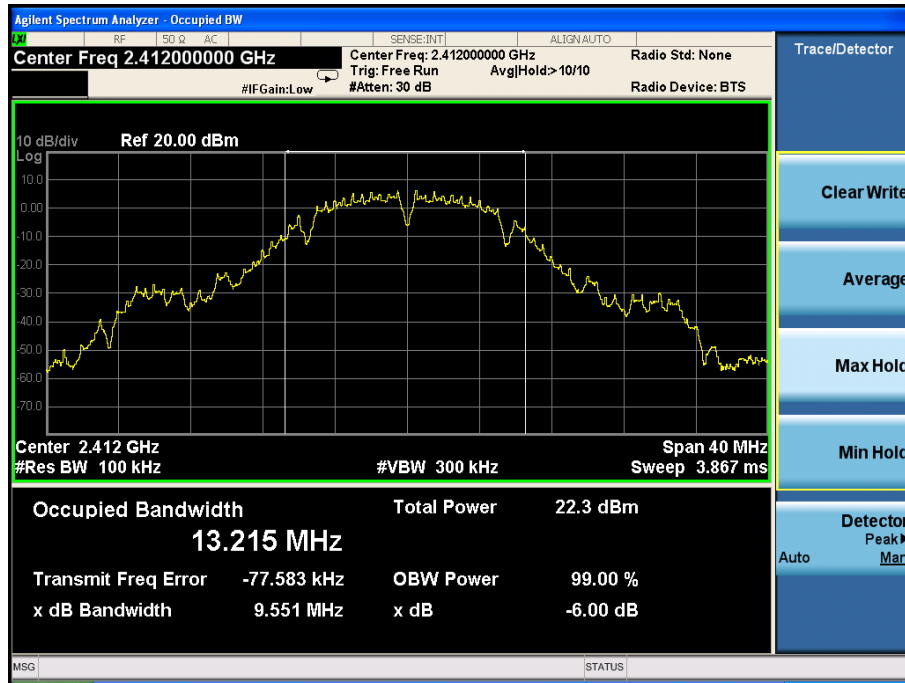 Agilent Spectrum Analyzer - Occupied BW
LXI RF 50 Ω AC SENSE:INT ALIGN AUTO
Center Freq 2.412000000 GHz
Center Freq: 2.412000000 GHz Radio Std: None
Trig: Free Run Avg|Hold:>10/10
#IFGain:Low #Atten: 30 dB Radio Device: BTS
10 dB/div Ref 20.00 dBm
Log
10.0
0.00
-10.0
-20.0
-30.0
-40.0
-50.0
-60.0
-70.0
Center 2.412 GHz Span 40 MHz
#Res BW 100 kHz #VBW 300 kHz Sweep 3.867 ms
Occupied Bandwidth Total Power 22.3 dBm
13.215 MHz
Transmit Freq Error -77.583 kHz OBW Power 99.00 %
x dB Bandwidth 9.551 MHz x dB -6.00 dB
MSG STATUS
Trace/Detector
Clear Write
Average
Max Hold
Min Hold
Detector
Peak
Auto Man